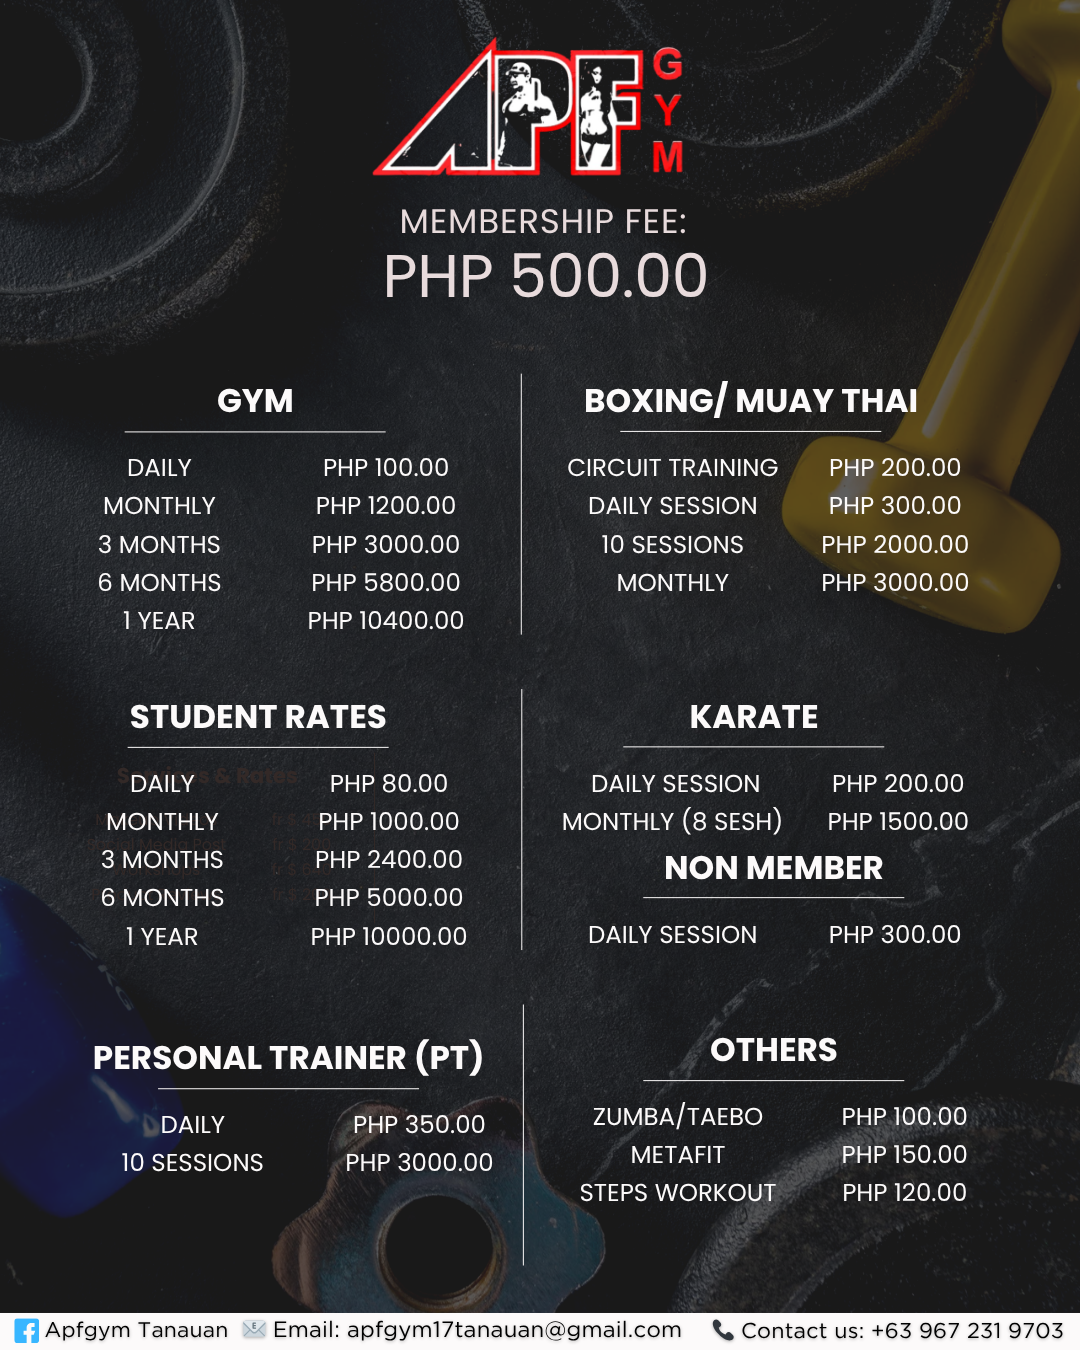 APF GYM
MEMBERSHIP FEE:
PHP 500.00
GYM
DAILY PHP 100.00
MONTHLY PHP 1200.00
3 MONTHS PHP 3000.00
6 MONTHS PHP 5800.00
1 YEAR PHP 10400.00
BOXING/ MUAY THAI
CIRCUIT TRAINING PHP 200.00
DAILY SESSION PHP 300.00
10 SESSIONS PHP 2000.00
MONTHLY PHP 3000.00
STUDENT RATES
DAILY PHP 80.00
MONTHLY PHP 1000.00
3 MONTHS PHP 2400.00
6 MONTHS PHP 5000.00
1 YEAR PHP 10000.00
KARATE
DAILY SESSION PHP 200.00
MONTHLY (8 SESH) PHP 1500.00
NON MEMBER
DAILY SESSION PHP 300.00
PERSONAL TRAINER (PT)
DAILY PHP 350.00
10 SESSIONS PHP 3000.00
OTHERS
ZUMBA/TAEBO PHP 100.00
METAFIT PHP 150.00
STEPS WORKOUT PHP 120.00
Apfgym Tanauan Email: apfgym17tanauan@gmail.com Contact us: +63 967 231 9703